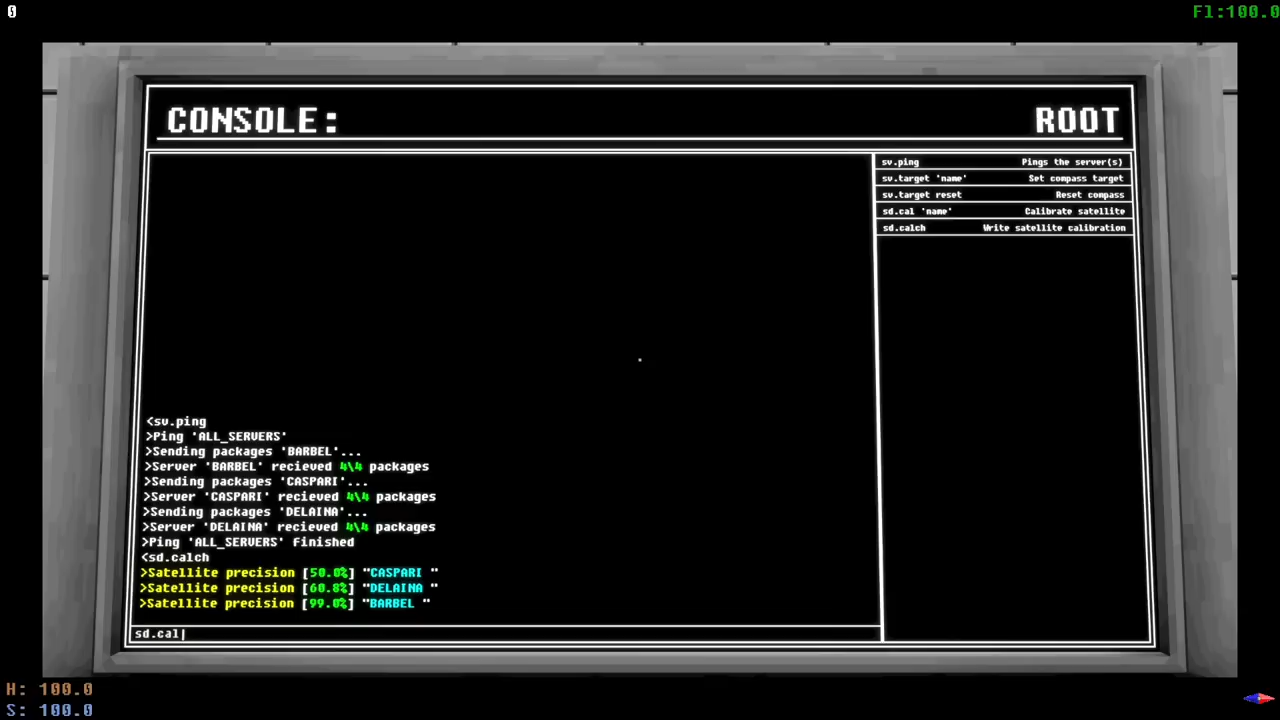 0
Fl:100.0
CONSOLE:
ROOT
sv.ping Pings the server(s)
sv.target 'name' Set compass target
sv.target reset Reset compass
sd.cal 'name' Calibrate satellite
sd.calch Write satellite calibration
<sv.ping
>Ping 'ALL_SERVERS'
>Sending packages 'BARBEL'...
>Server 'BARBEL' recieved 4\4 packages
>Sending packages 'CASPARI'...
>Server 'CASPARI' recieved 4\4 packages
>Sending packages 'DELAINA'...
>Server 'DELAINA' recieved 4\4 packages
>Ping 'ALL_SERVERS' Finished
<sd.calch
>Satellite precision [50.0%] "CASPARI "
>Satellite precision [60.8%] "DELAINA "
>Satellite precision [99.0%] "BARBEL "
sd.cal|
H: 100.0
S: 100.0